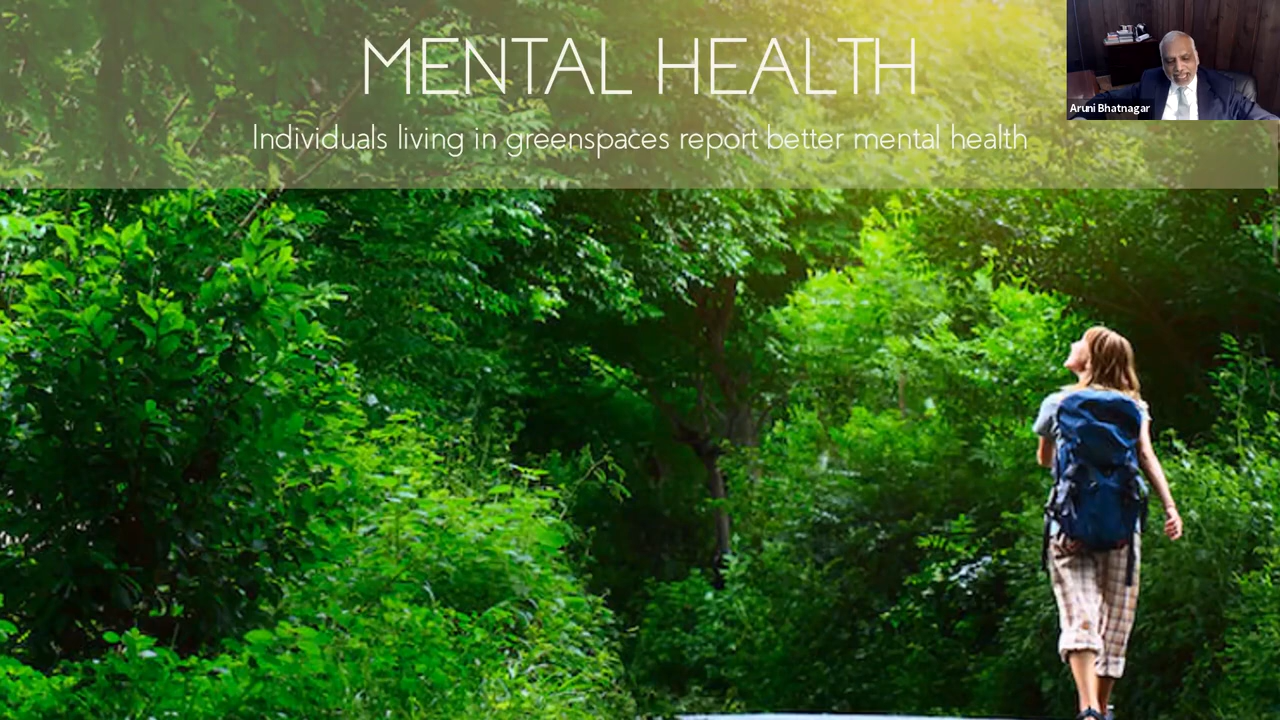 MENTAL HEALTH
Individuals living in greenspaces report better mental health
Aruni Bhatnagar